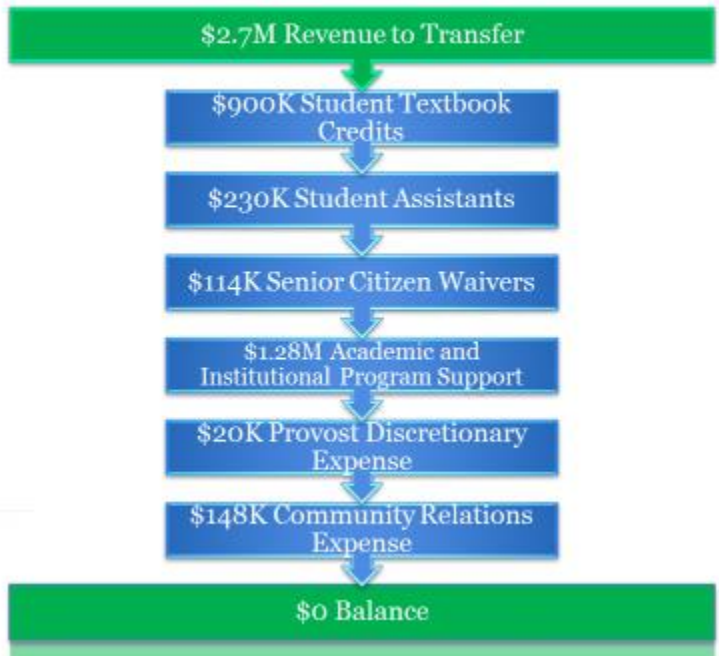 $2.7M Revenue to Transfer
$900K Student Textbook
Credits
$230K Student Assistants
$114K Senior Citizen Waivers
$1.28M Academic and
Institutional Program Support
$20K Provost Discretionary
Expense
$148K Community Relations
Expense
$0 Balance